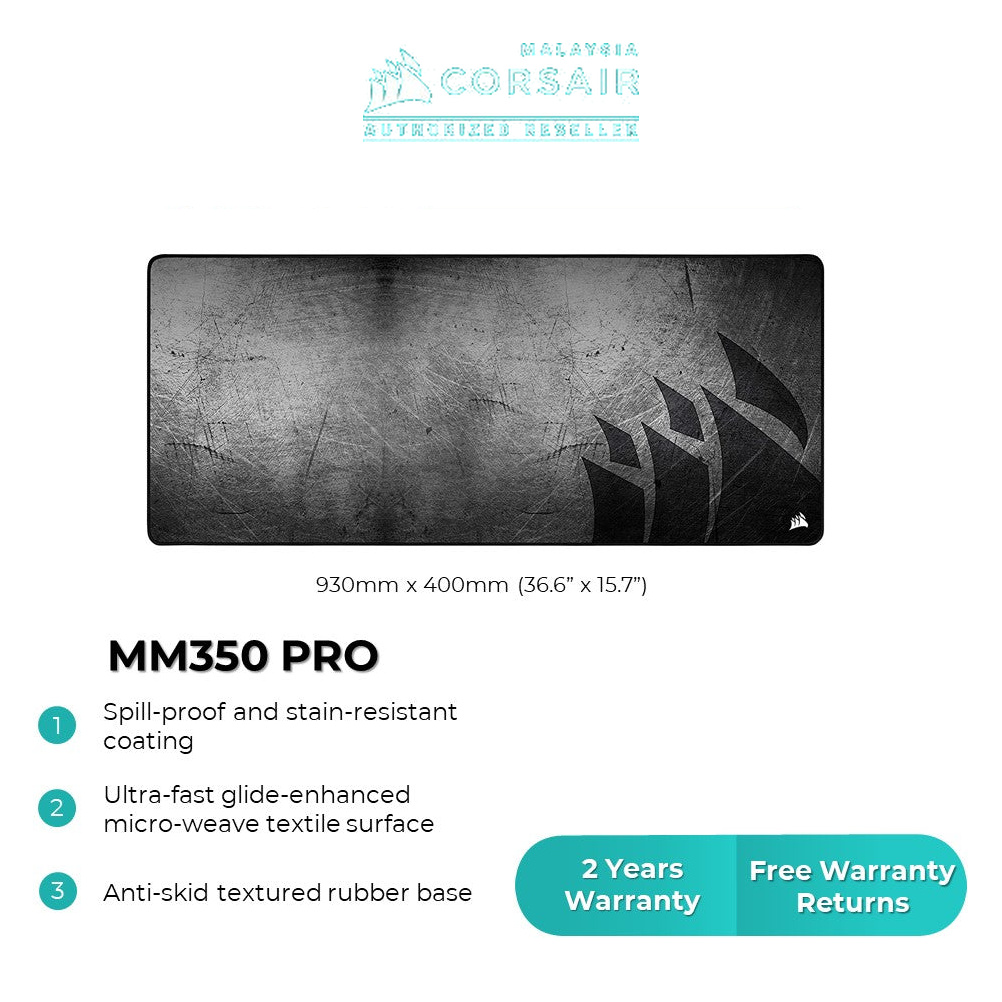 MALAYSIA
CORSAIR
AUTHORIZED RESELLER
930mm x 400mm (36.6” x 15.7”)
MM350 PRO
1 Spill-proof and stain-resistant
coating
2 Ultra-fast glide-enhanced
micro-weave textile surface
3 Anti-skid textured rubber base
2 Years
Warranty
Free Warranty
Returns